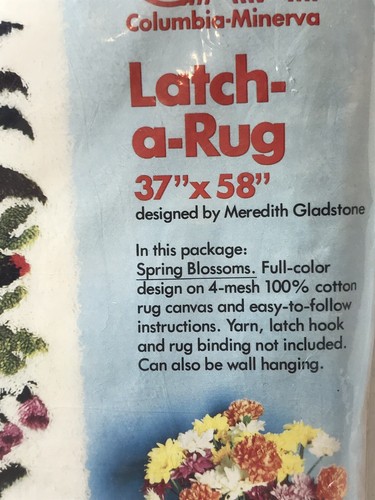 Columbia-Minerva
Latch-
a-Rug
37”x 58”
designed by Meredith Gladstone
In this package:
Spring Blossoms. Full-color
design on 4-mesh 100% cotton
rug canvas and easy-to-follow
instructions. Yarn, latch hook
and rug binding not included.
Can also be wall hanging.